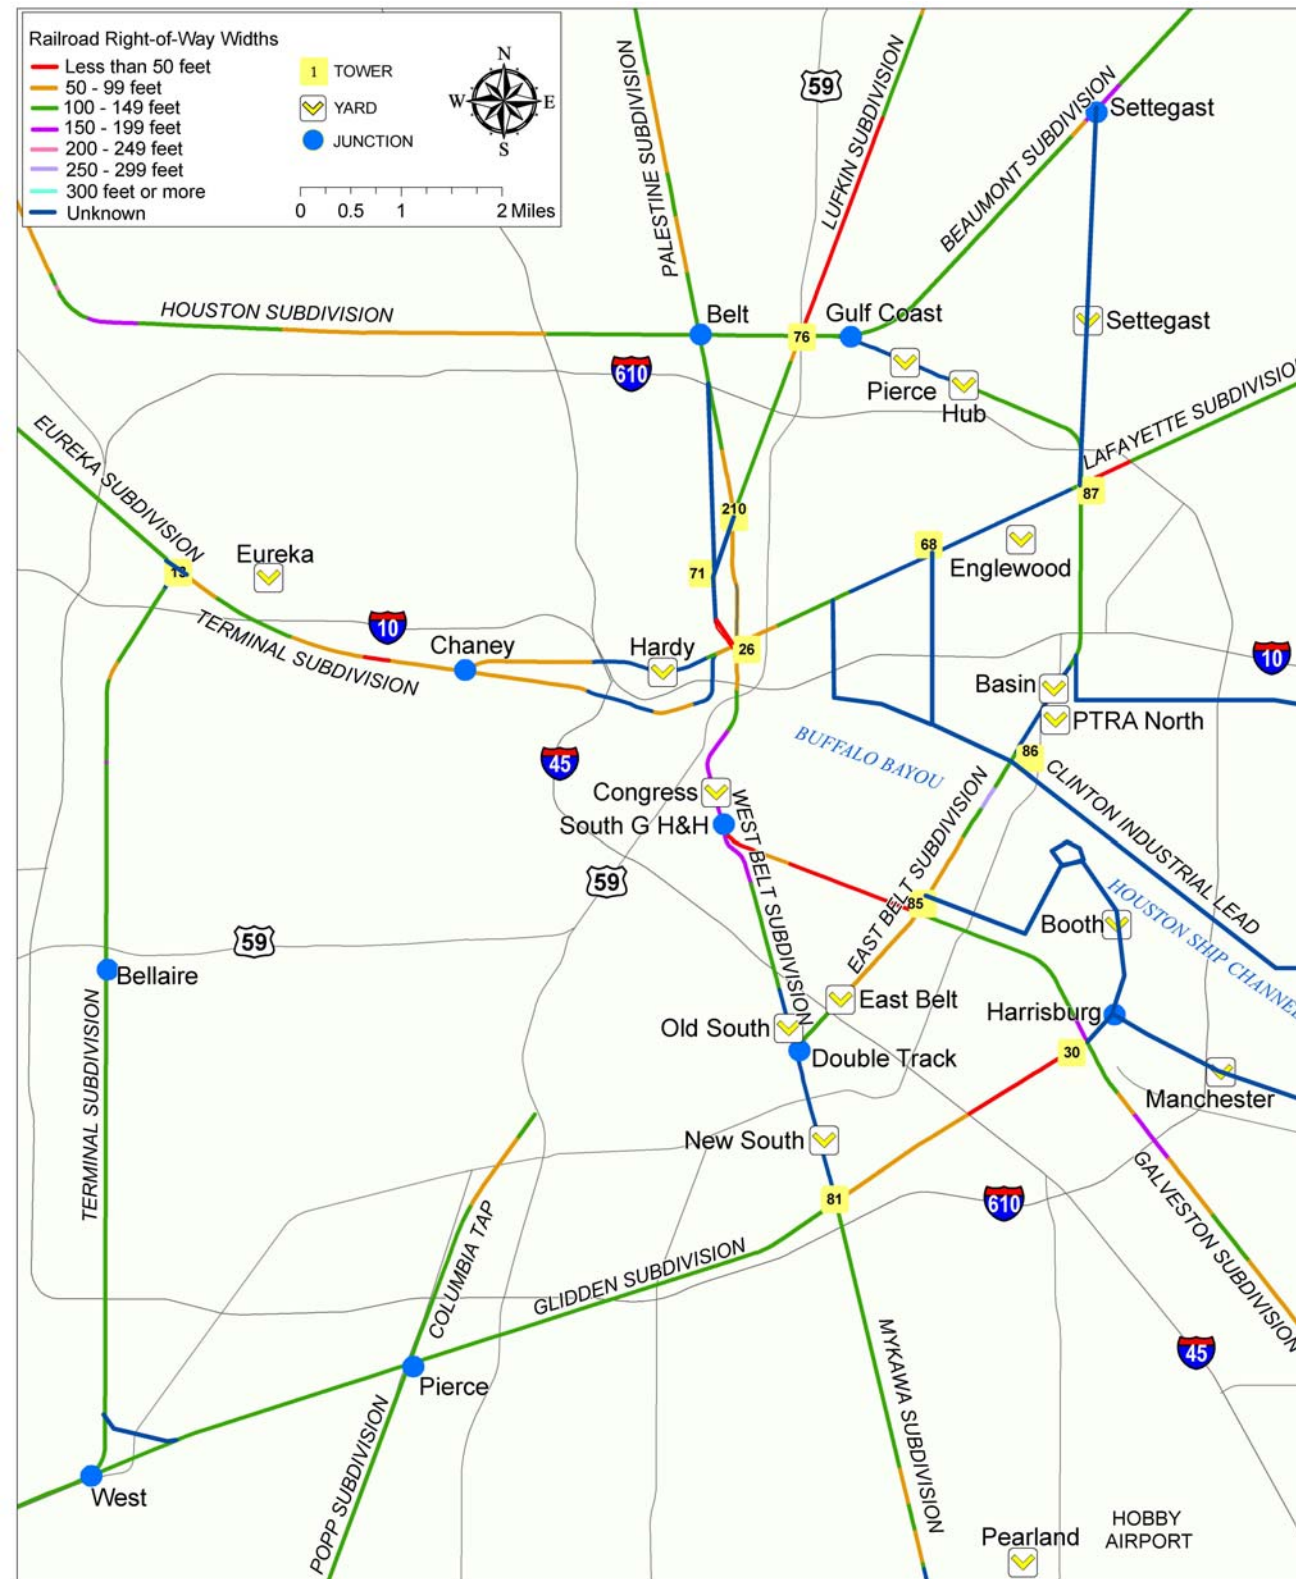 Railroad Right-of-Way Widths
Less than 50 feet
50 - 99 feet
100 - 149 feet
150 - 199 feet
200 - 249 feet
250 - 299 feet
300 feet or more
Unknown
1 TOWER
YARD
JUNCTION
N
W E
S
0 0.5 1 2 Miles
59
PALESTINE SUBDIVISION
LUFKIN SUBDIVISION
BEAUMONT SUBDIVISION
Settegast
HOUSTON SUBDIVISION
Belt
76
Gulf Coast
Settegast
610
Pierce
Hub
EUREKA SUBDIVISION
LAFAYETTE SUBDIVISION
87
210
68
Englewood
13
Eureka
71
TERMINAL SUBDIVISION
10
Chaney
Hardy
26
10
Basin
PTRA North
BUFFALO BAYOU
86
45
Congress
South G H&H
WEST BELT SUBDIVISION
EAST BELT SUBDIVISION
CLINTON INDUSTRIAL LEAD
59
85
HOUSTON SHIP CHANNEL
Booth
59
Bellaire
East Belt
Harrisburg
Old South
Double Track
30
Manchester
TERMINAL SUBDIVISION
New South
81
610
GALVESTON SUBDIVISION
COLUMBIA TAP
GLIDDEN SUBDIVISION
45
MYKAWA SUBDIVISION
Pierce
POPP SUBDIVISION
West
Pearland
HOBBY
AIRPORT